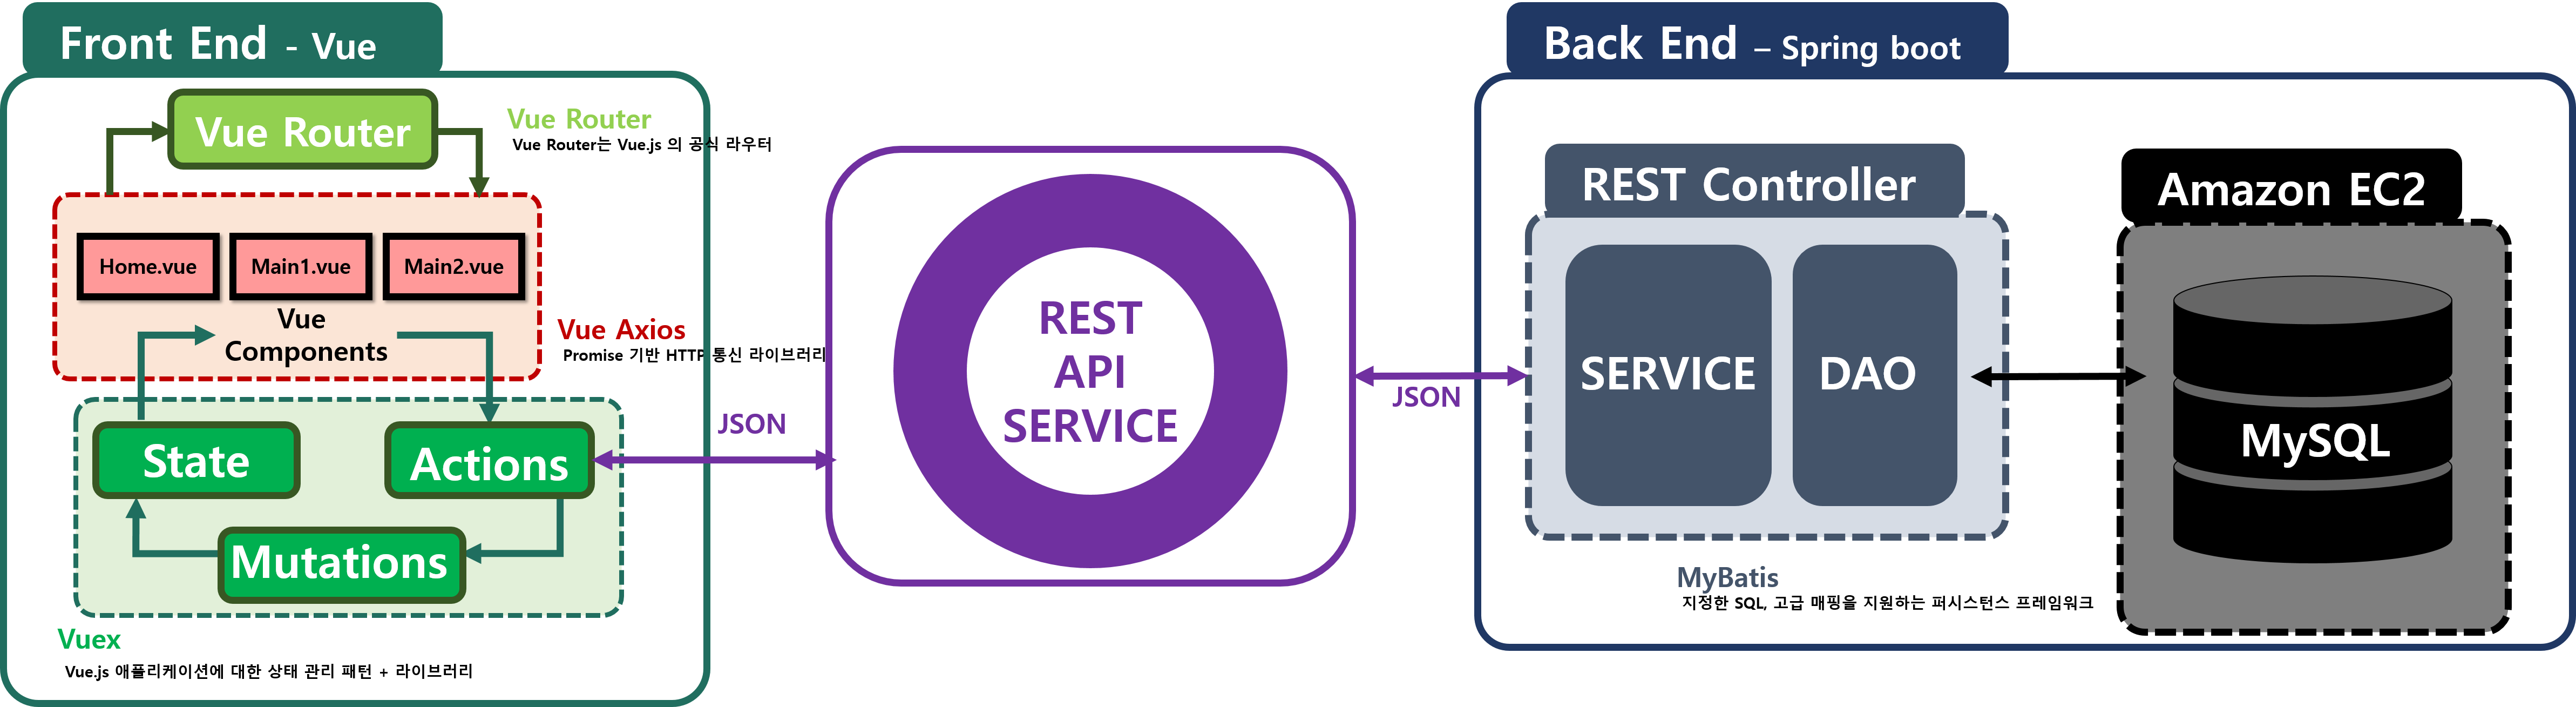 Front End - Vue
Vue Router
Vue Router
Vue Router는 Vue.js 의 공식 라우터
Home.vue
Main1.vue
Main2.vue
Vue
Components
Vue Axios
Promise 기반 HTTP 통신 라이브러리
State
Actions
Mutations
Vuex
Vue.js 애플리케이션에 대한 상태 관리 패턴 + 라이브러리
JSON
REST
API
SERVICE
JSON
Back End – Spring boot
REST Controller
SERVICE
DAO
MyBatis
지정한 SQL, 고급 매핑을 지원하는 퍼시스턴스 프레임워크
Amazon EC2
MySQL